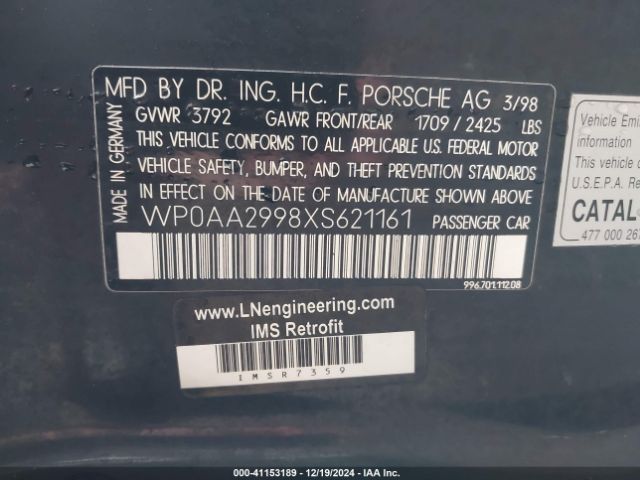 MFD BY DR. ING. H.C. F. PORSCHE AG 3/98
GVWR 3792 GAWR FRONT/REAR 1709 / 2425 LBS
THIS VEHICLE CONFORMS TO ALL APPLICABLE U.S. FEDERAL MOTOR
VEHICLE SAFETY, BUMPER, AND THEFT PREVENTION STANDARDS
IN EFFECT ON THE DATE OF MANUFACTURE SHOWN ABOVE
WP0AA2998XS621161 PASSENGER CAR
996.701.112.08
MADE IN GERMANY
www.LNengineering.com
IMS Retrofit
IMSR7359
Vehicle Emi
information
This vehicle c
U.S.E.P.A. Re
CATAL
477 000 267
000-41153189 - 12/19/2024 - IAA Inc.